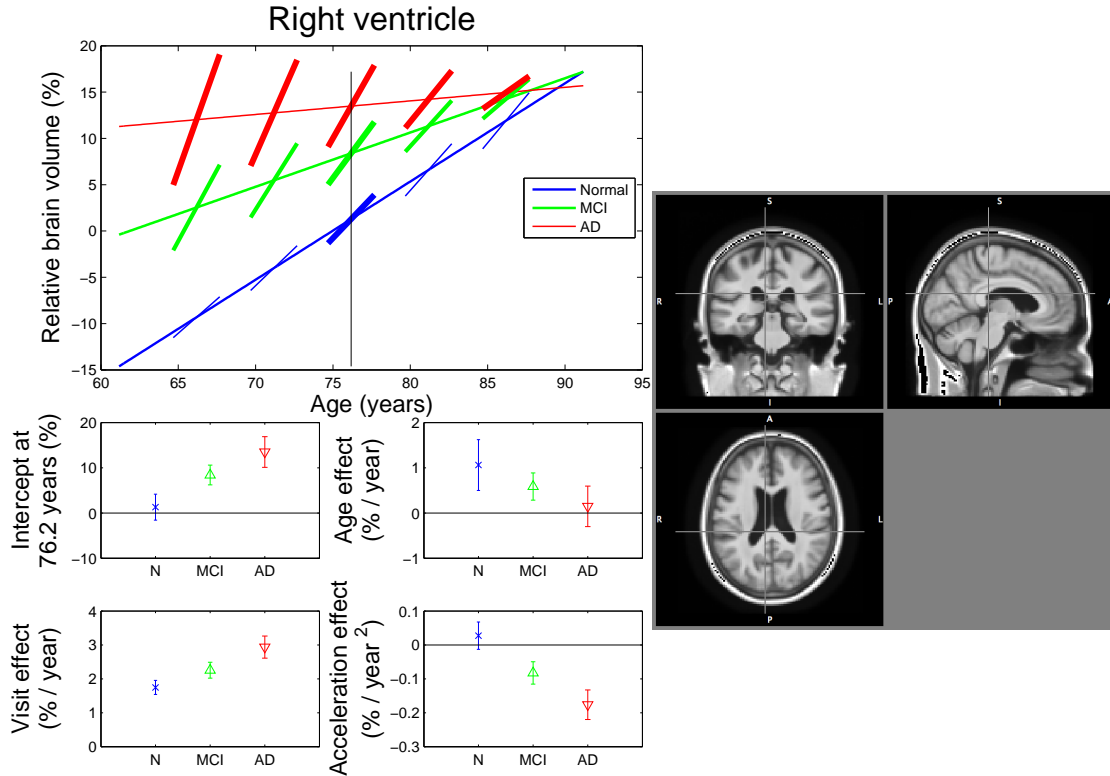 Right ventricle
Relative brain volume (%)
20
15
10
5
0
−5
−10
−15
60
65
70
75
80
85
90
95
Age (years)
Normal
MCI
AD
Intercept at
76.2 years (%)
20
10
0
−10
N
MCI
AD
Age effect
(% / year)
2
1
0
−1
N
MCI
AD
Visit effect
(% / year)
4
3
2
1
0
N
MCI
AD
Acceleration effect
(% / year 2)
0.1
0
−0.1
−0.2
−0.3
N
MCI
AD
S
R
L
I
S
P
A
I
A
R
L
P